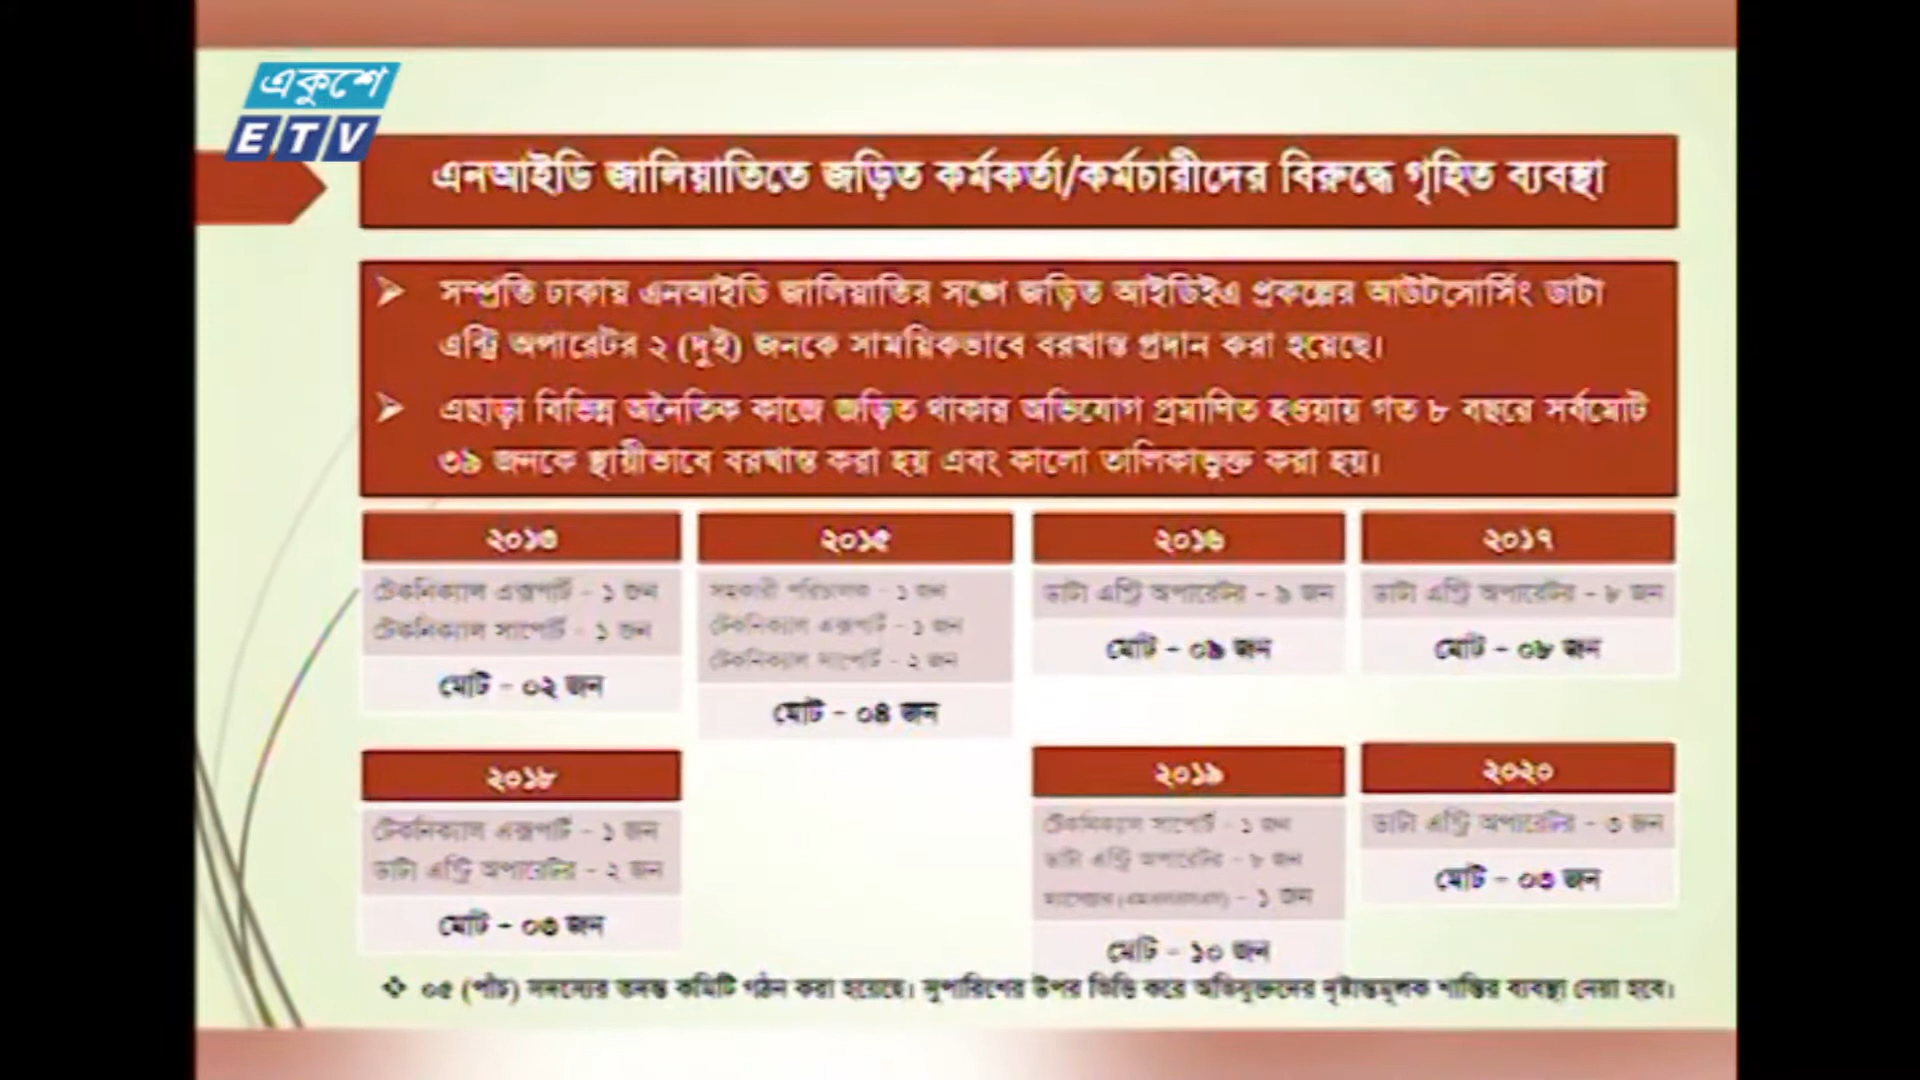 একুশে
ETV
এনআইডি জালিয়াতিতে জড়িত কর্মকর্তা/কর্মচারীদের বিরুদ্ধে গৃহিত ব্যবস্থা
সম্প্রতি ঢাকায় এনআইডি জালিয়াতির সঙ্গে জড়িত আইডিইএ প্রকল্পের আউটসোর্সিং ডাটা
এন্ট্রি অপারেটর ২ (দুই) জনকে সাময়িকভাবে বরখাস্ত প্রদান করা হয়েছে।
এছাড়া বিভিন্ন অনৈতিক কাজে জড়িত থাকার অভিযোগ প্রমাণিত হওয়ায় গত ৮ বছরে সর্বমোট
৩৯ জনকে স্থায়ীভাবে বরখাস্ত করা হয় এবং কালো তালিকাভুক্ত করা হয়।
২০১৩
টেকনিক্যাল এক্সপার্ট - ১ জন
টেকনিক্যাল সাপোর্ট - ১ জন
মোট - ০২ জন
২০১৫
সহকারী পরিচালক - ১ জন
টেকনিক্যাল এক্সপার্ট - ১ জন
টেকনিক্যাল সাপোর্ট - ২ জন
মোট - ০৪ জন
২০১৬
ডাটা এন্ট্রি অপারেটর - ৯ জন
মোট - ০৯ জন
২০১৭
ডাটা এন্ট্রি অপারেটর - ৮ জন
মোট - ০৮ জন
২০১৮
টেকনিক্যাল এক্সপার্ট - ১ জন
ডাটা এন্ট্রি অপারেটর - ২ জন
মোট - ০৩ জন
২০১৯
টেকনিক্যাল সাপোর্ট - ১ জন
ডাটা এন্ট্রি অপারেটর - ৮ জন
- ১ জন
মোট - ১০ জন
২০২০
ডাটা এন্ট্রি অপারেটর - ৩ জন
মোট - ০৩ জন
০৫ (পাঁচ) সদস্যের তদন্ত কমিটি গঠন করা হয়েছে। সুপারিশের উপর ভিত্তি করে অভিযুক্তদের দৃষ্টান্তমূলক শাস্তির ব্যবস্থা নেয়া হবে।